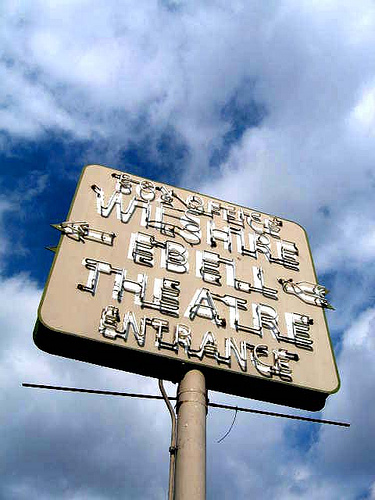 BOX OFFICE
WILSHIRE
EBELL
THEATRE
ENTRANCE